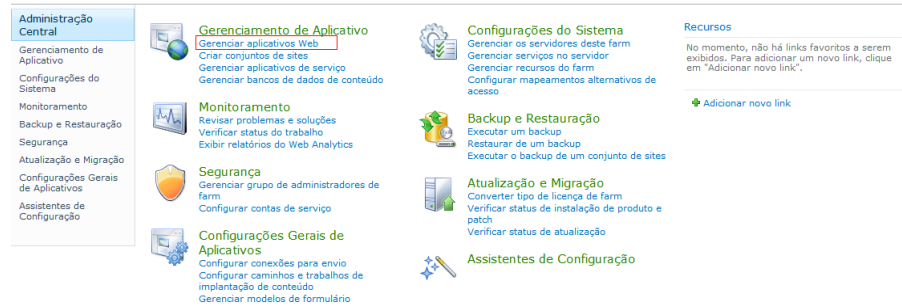 Administração
Central
Gerenciamento de
Aplicativo
Configurações do
Sistema
Monitoramento
Backup e Restauração
Segurança
Atualização e Migração
Configurações Gerais
de Aplicativos
Assistentes de
Configuração
Gerenciamento de Aplicativo
Gerenciar aplicativos Web
Criar conjuntos de sites
Gerenciar aplicativos de serviço
Gerenciar bancos de dados de conteúdo
Monitoramento
Revisar problemas e soluções
Verificar status do trabalho
Exibir relatórios do Web Analytics
Segurança
Gerenciar grupo de administradores de
farm
Configurar contas de serviço
Configurações Gerais de
Aplicativos
Configurar conexões para envio
Configurar caminhos e trabalhos de
implantação de conteúdo
Gerenciar modelos de formulário
Configurações do Sistema
Gerenciar os servidores deste farm
Gerenciar serviços no servidor
Gerenciar recursos do farm
Configurar mapeamentos alternativos de
acesso
Backup e Restauração
Executar um backup
Restaurar de um backup
Executar o backup de um conjunto de sites
Atualização e Migração
Converter tipo de licença de farm
Verificar status de instalação de produto e
patch
Verificar status de atualização
Assistentes de Configuração
Recursos
No momento, não há links favoritos a serem
exibidos. Para adicionar um novo link, clique
em "Adicionar novo link".
Adicionar novo link